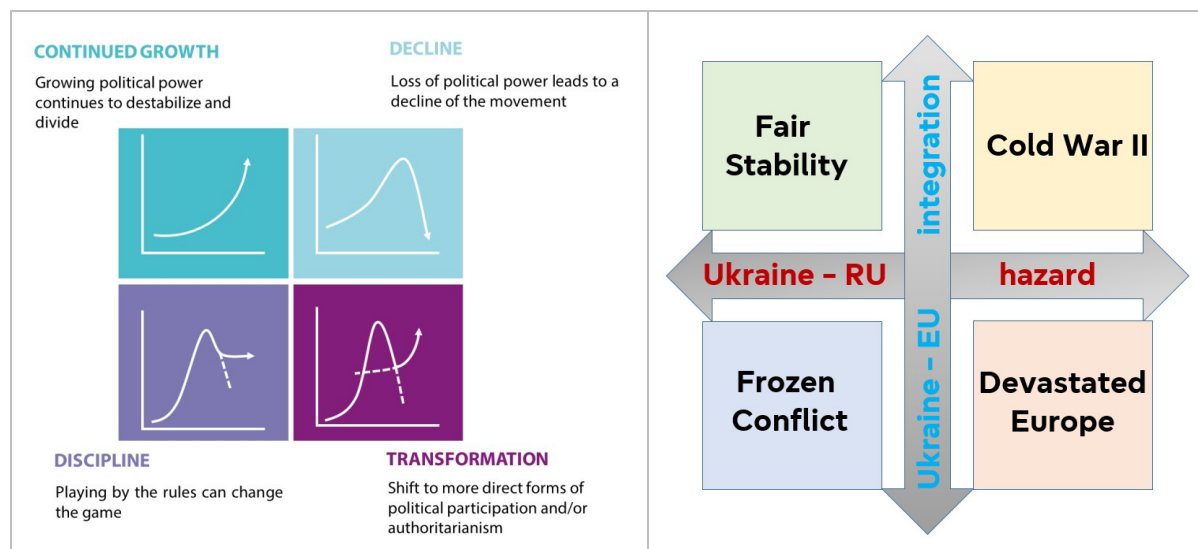 CONTINUED GROWTH
Growing political power
continues to destabilize and
divide
DECLINE
Loss of political power leads to a
decline of the movement
DISCIPLINE
Playing by the rules can change
the game
TRANSFORMATION
Shift to more direct forms of
political participation and/or
authoritarianism
Fair
Stability
Cold War II
Ukraine – RU hazard
Ukraine – EU integration
Frozen
Conflict
Devastated
Europe